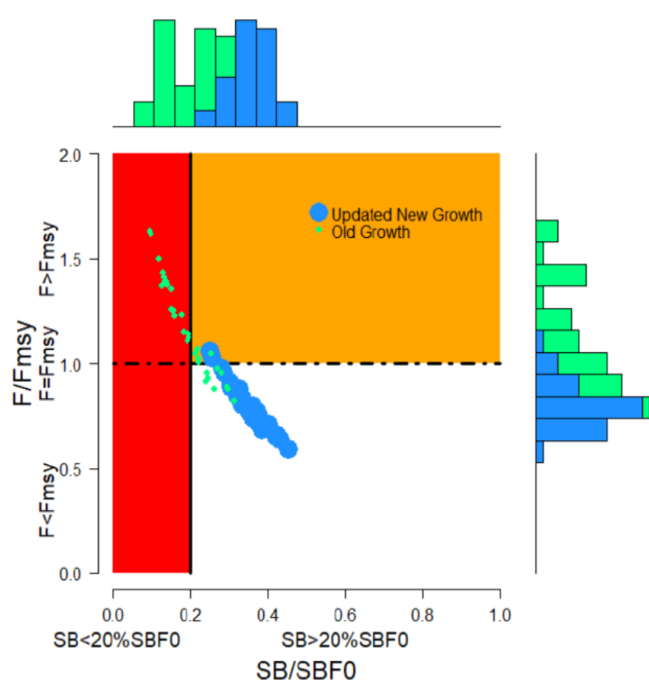 2.0
1.5
1.0
0.5
0.0
F/Fmsy
F<Fmsy F=Fmsy F>Fmsy
Updated New Growth
Old Growth
0.0 0.2 0.4 0.6 0.8 1.0
SB<20%SBF0 SB>20%SBF0
SB/SBF0